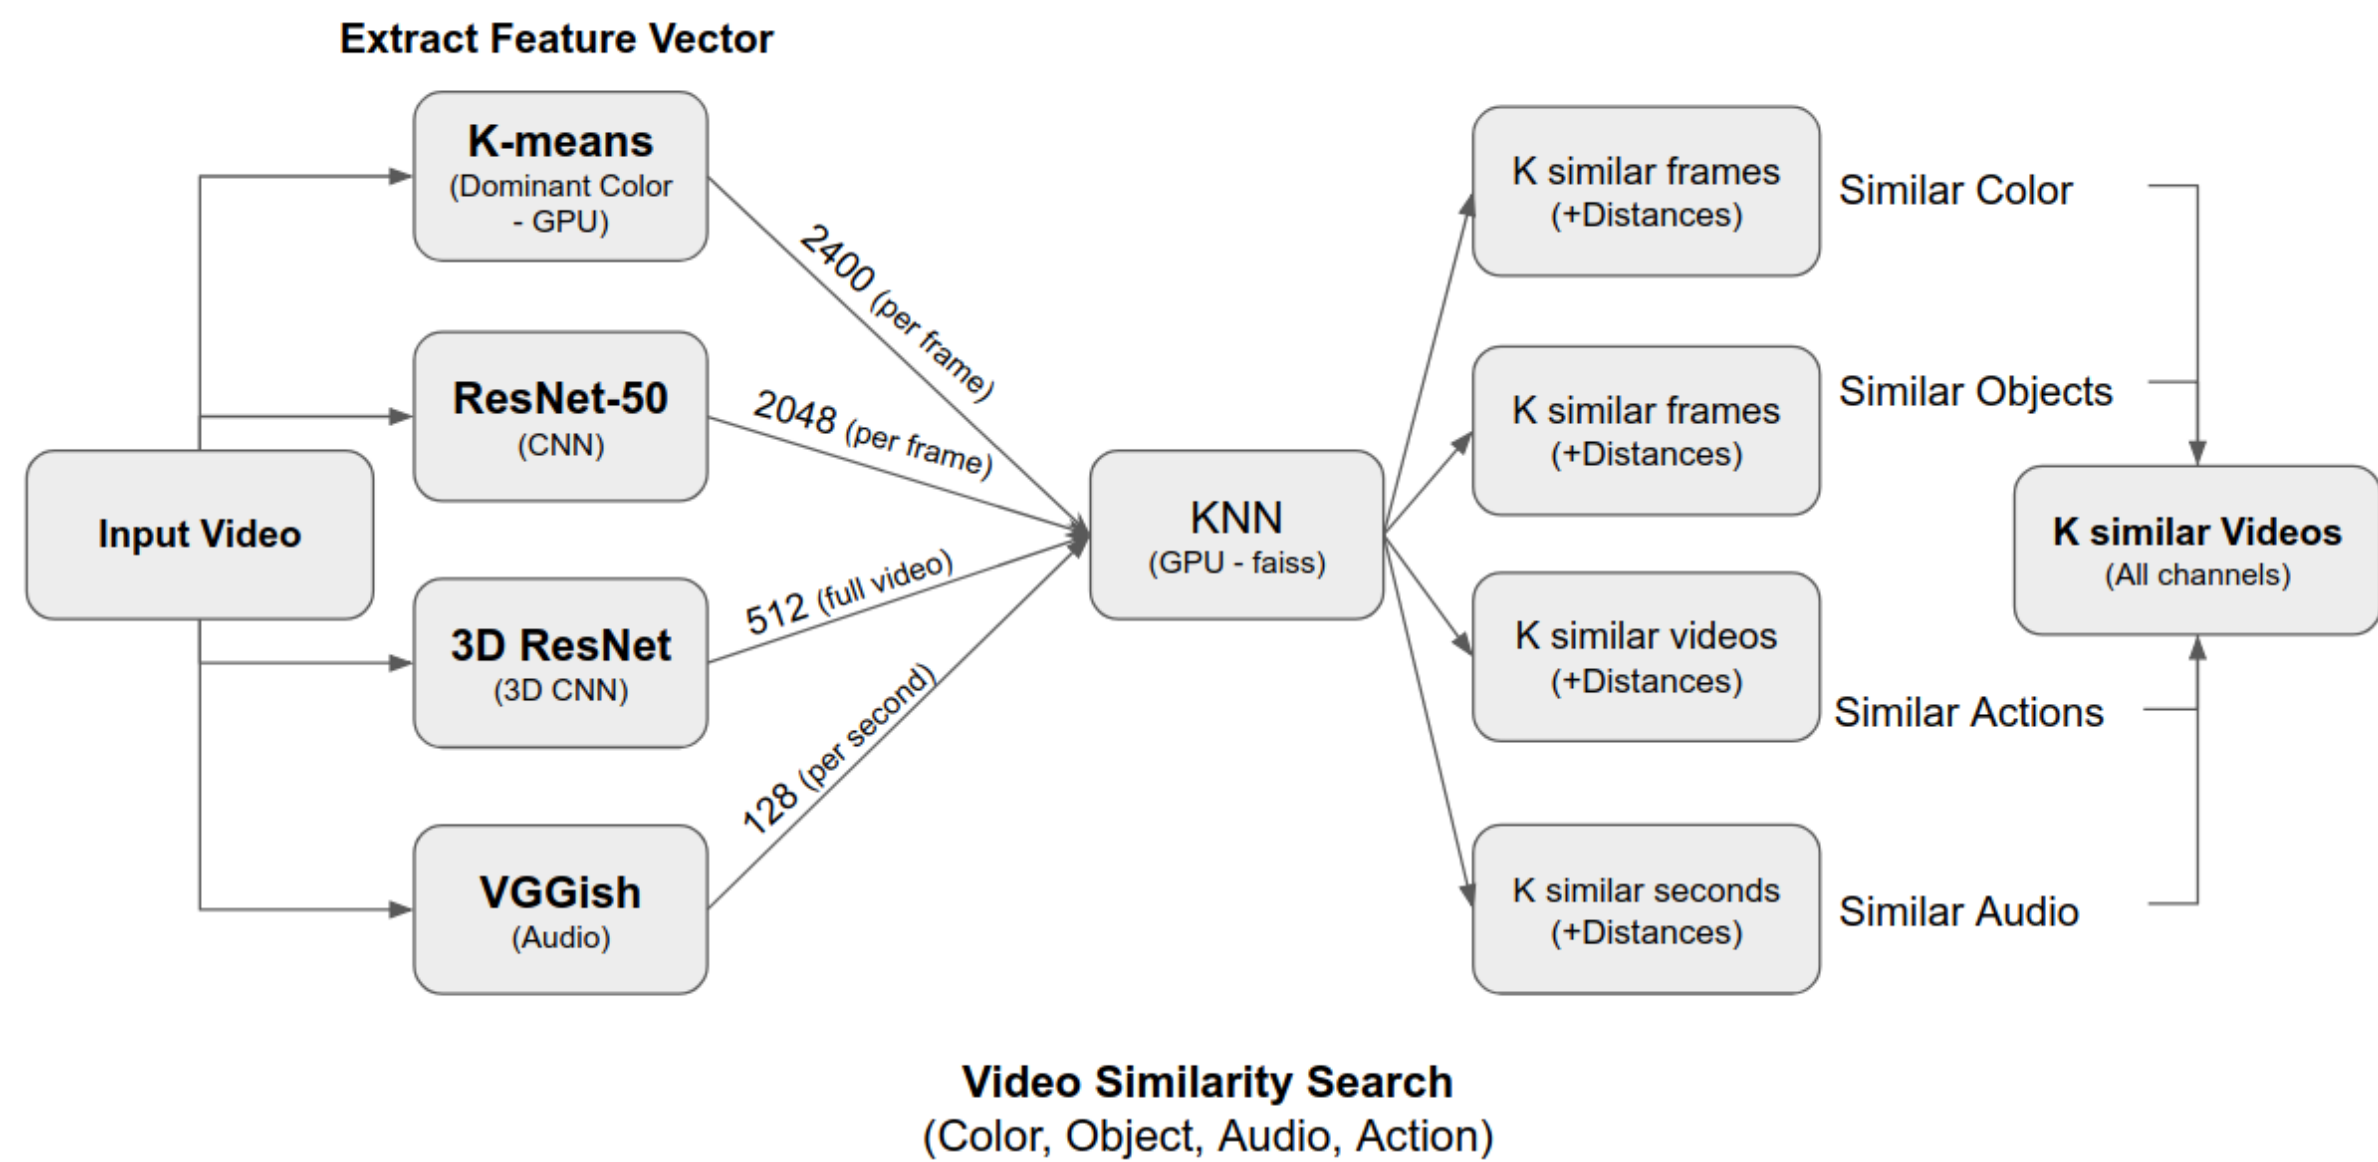 Extract Feature Vector
Input Video
K-means
(Dominant Color
- GPU)
ResNet-50
(CNN)
3D ResNet
(3D CNN)
VGGish
(Audio)
2400 (per frame)
2048 (per frame)
512 (full video)
128 (per second)
KNN
(GPU - faiss)
K similar frames
(+Distances)
Similar Color
K similar frames
(+Distances)
Similar Objects
K similar videos
(+Distances)
Similar Actions
K similar seconds
(+Distances)
Similar Audio
K similar Videos
(All channels)
Video Similarity Search
(Color, Object, Audio, Action)